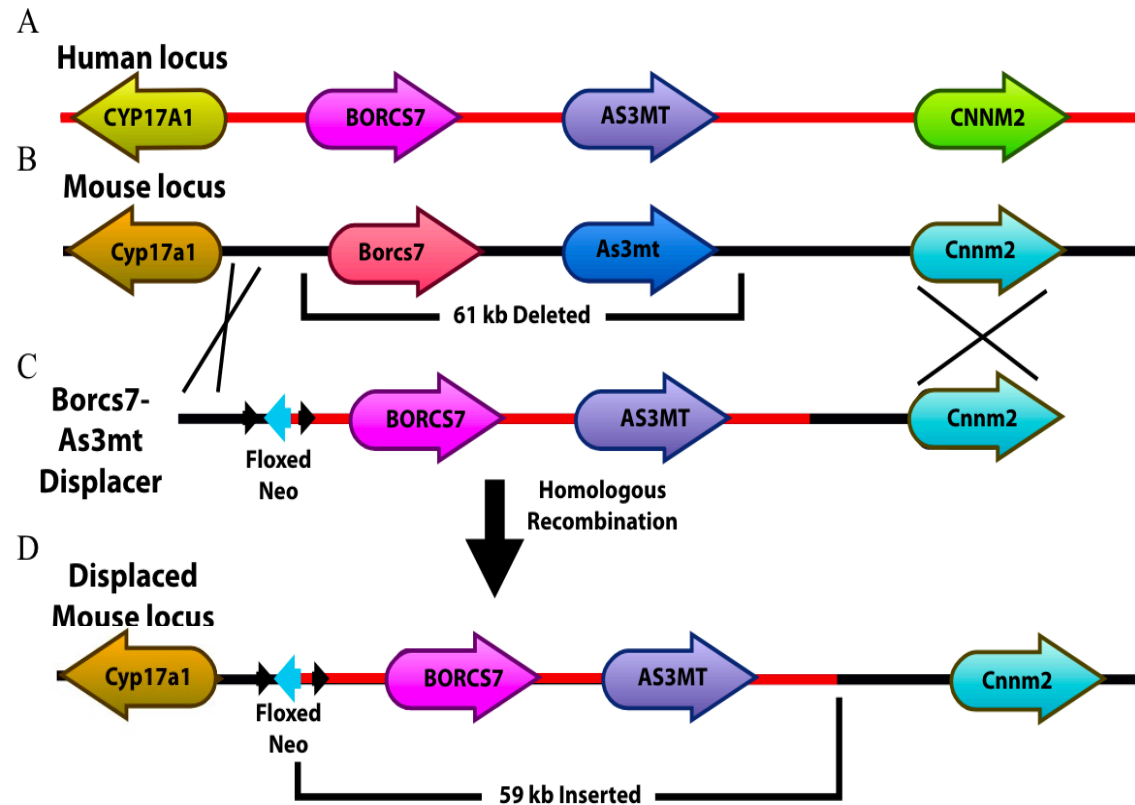 A
Human locus
CYP17A1
BORCS7
AS3MT
CNNM2
B
Mouse locus
Cyp17a1
Borcs7
As3mt
Cnnm2
61 kb Deleted
C
Borcs7-
As3mt
Displacer
BORCS7
AS3MT
Cnnm2
Floxed
Neo
Homologous
Recombination
D
Displaced
Mouse locus
Cyp17a1
BORCS7
AS3MT
Cnnm2
Floxed
Neo
59 kb Inserted